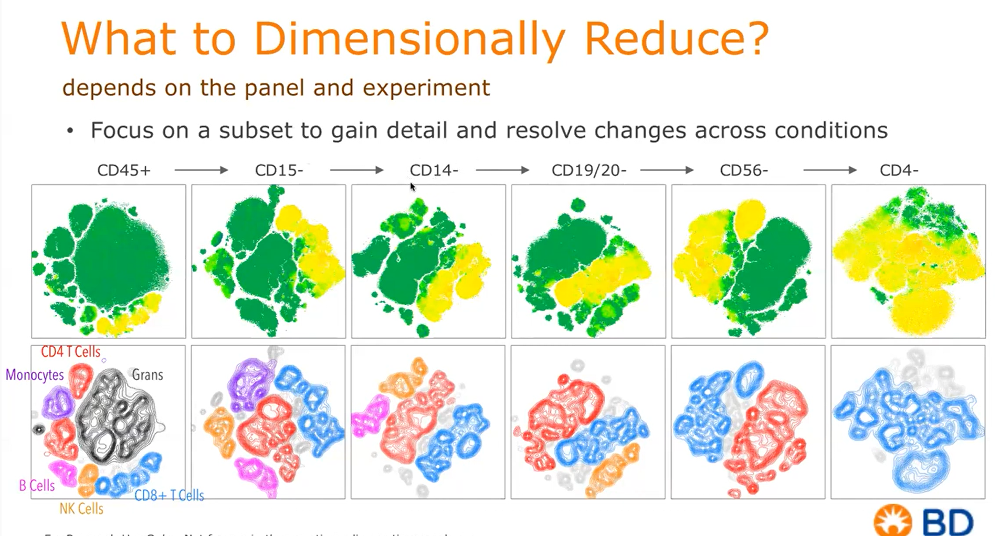 What to Dimensionally Reduce?
depends on the panel and experiment
• Focus on a subset to gain detail and resolve changes across conditions
CD45+ CD15- CD14- CD19/20- CD56- CD4-
CD4 T Cells
Monocytes
Grans
B Cells
CD8+ T Cells
NK Cells
BD